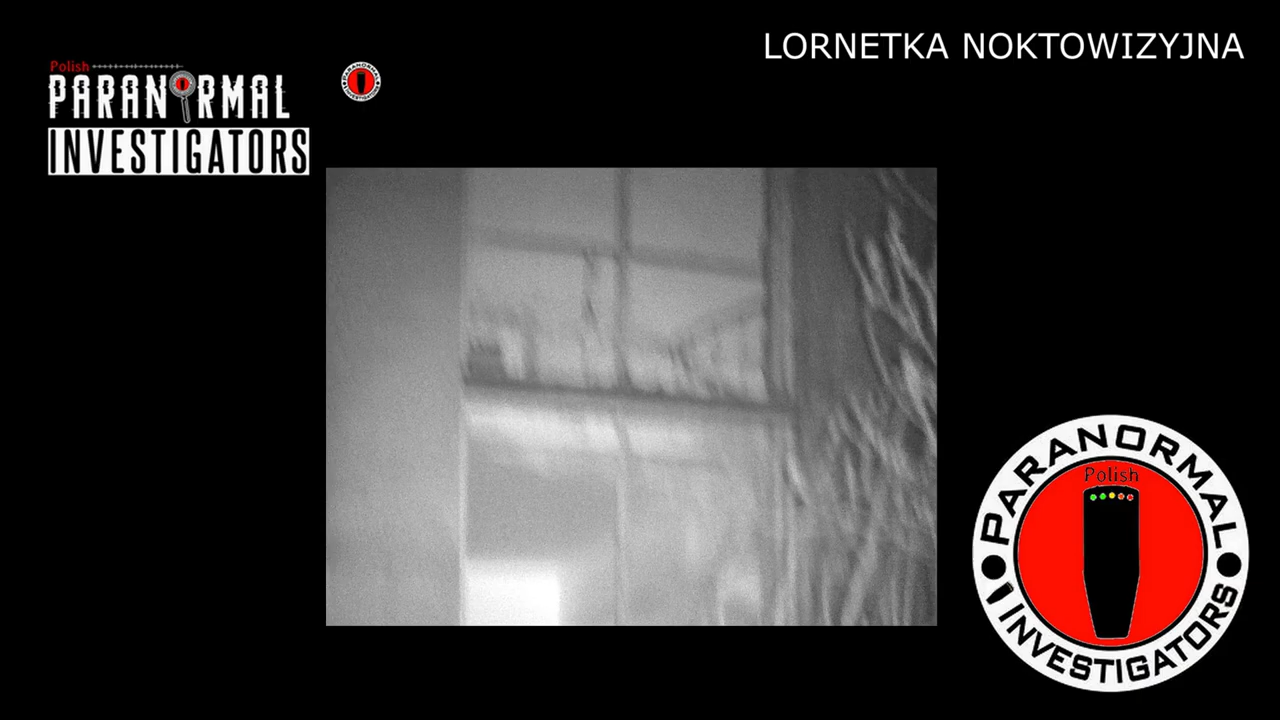 LORNETKA NOKTOWIZYJNA
Polish
PARANORMAL
INVESTIGATORS
PARANORMAL
Polish
INVESTIGATORS